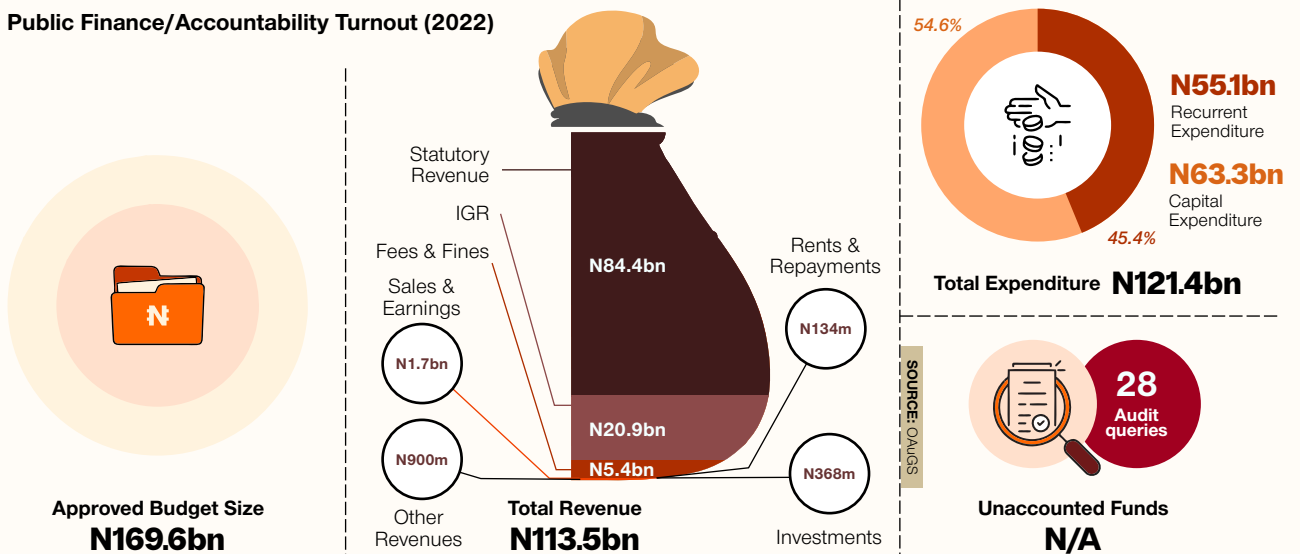 Public Finance/Accountability Turnout (2022)
Approved Budget Size
N169.6bn
Statutory
Revenue
IGR
Fees & Fines
Sales &
Earnings
N1.7bn
N900m
Other
Revenues
N84.4bn
N20.9bn
N5.4bn
Rents &
Repayments
N134m
N368m
Investments
Total Revenue
N113.5bn
54.6%
45.4%
N55.1bn
Recurrent
Expenditure
N63.3bn
Capital
Expenditure
Total Expenditure N121.4bn
SOURCE: OAuGS
28
Audit
queries
Unaccounted Funds
N/A